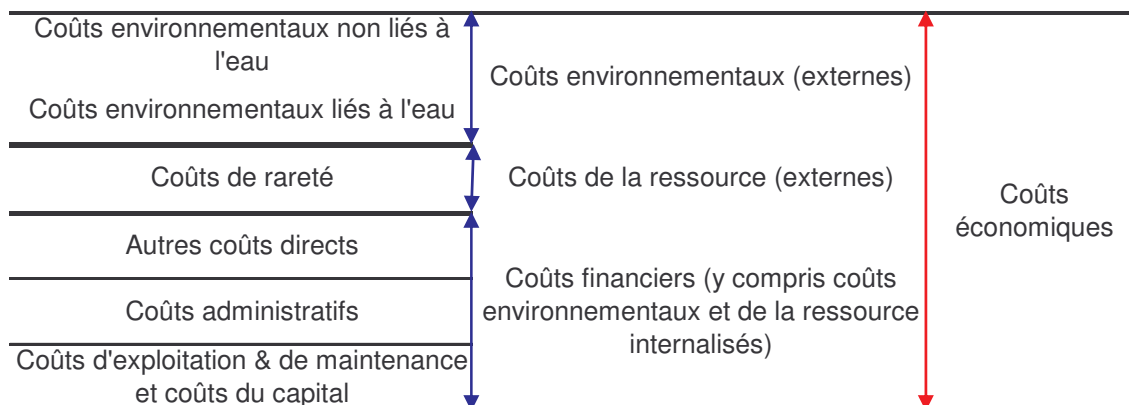 Coûts environnementaux non liés à
l'eau
Coûts environnementaux liés à l'eau
Coûts environnementaux (externes)
Coûts de rareté
Coûts de la ressource (externes)
Autres coûts directs
Coûts administratifs
Coûts d'exploitation & de maintenance
et coûts du capital
Coûts financiers (y compris coûts
environnementaux et de la ressource
internalisés)
Coûts
économiques